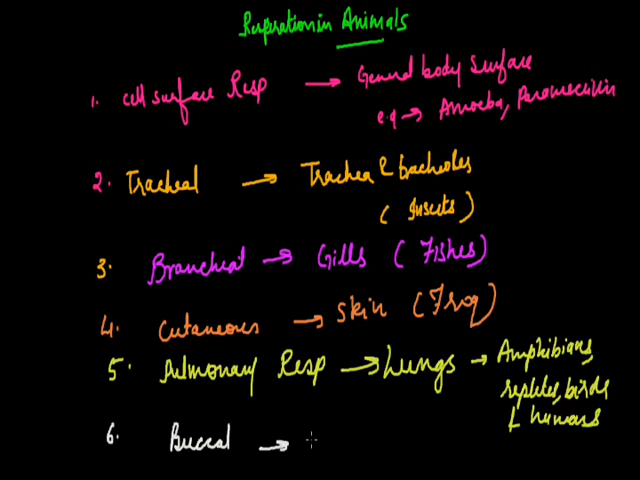 Respiration in Animals
1. Cell surface Resp → General body surface
e.g → Amoeba, Paramecium
2. Tracheal → Trachea & tracheoles
(Insects)
3. Branchial → Gills (Fishes)
4. Cutaneous → Skin (Frog)
5. Pulmonary Resp → Lungs → Amphibians,
reptiles, birds
& humans
6. Buccal →